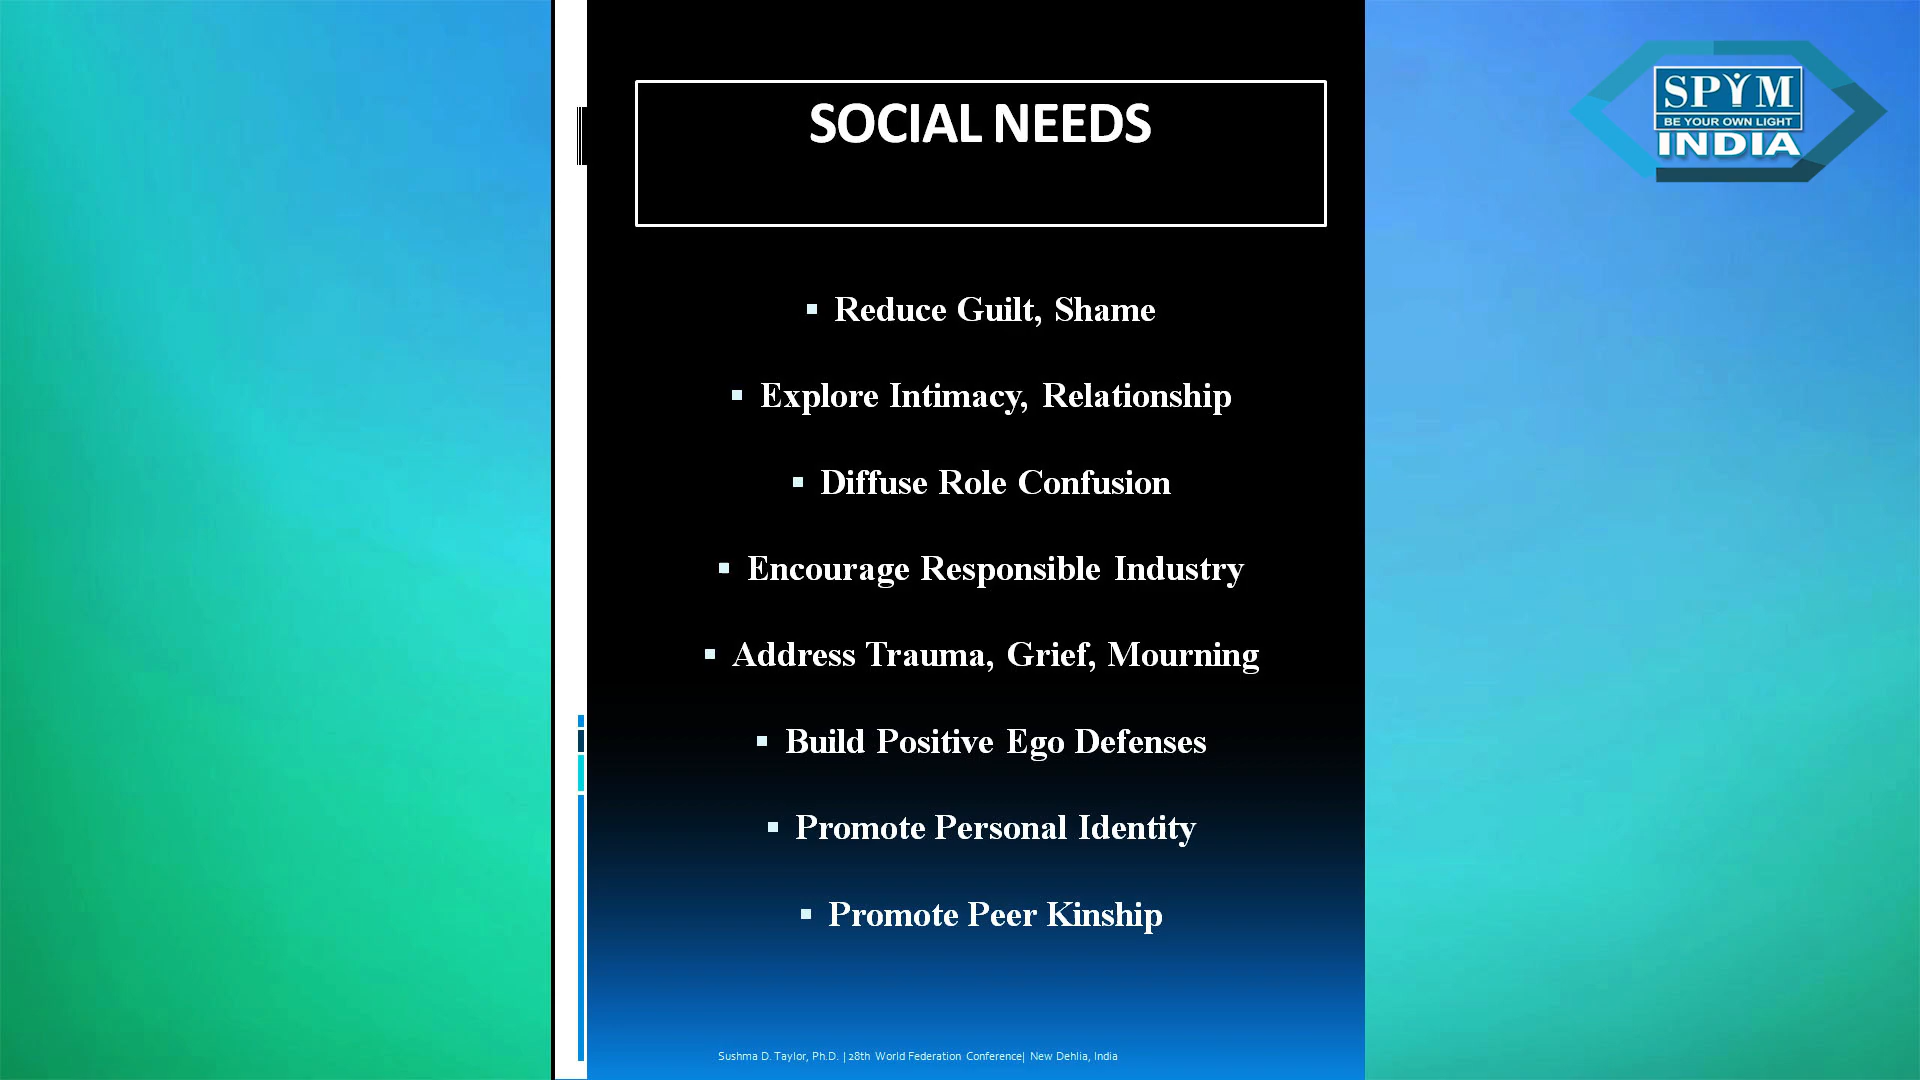 SPYM
BE YOUR OWN LIGHT
INDIA
SOCIAL NEEDS
▪ Reduce Guilt, Shame
▪ Explore Intimacy, Relationship
▪ Diffuse Role Confusion
▪ Encourage Responsible Industry
▪ Address Trauma, Grief, Mourning
▪ Build Positive Ego Defenses
▪ Promote Personal Identity
▪ Promote Peer Kinship
Sushma D. Taylor, Ph.D. | 28th World Federation Conference| New Dehlia, India